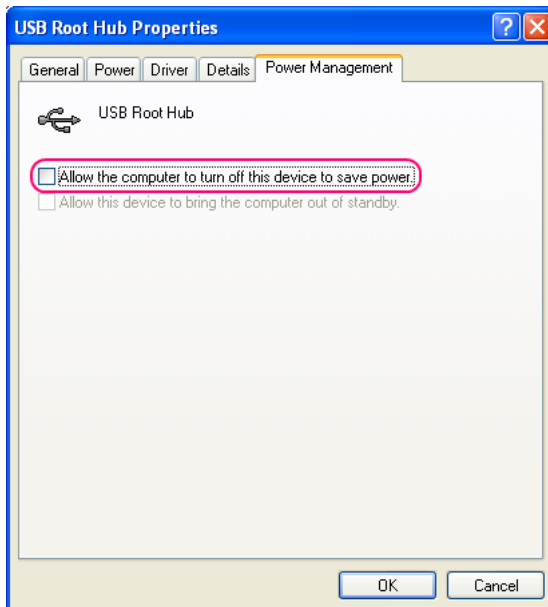 USB Root Hub Properties
General Power Driver Details Power Management
USB Root Hub
Allow the computer to turn off this device to save power.
Allow this device to bring the computer out of standby.
OK Cancel